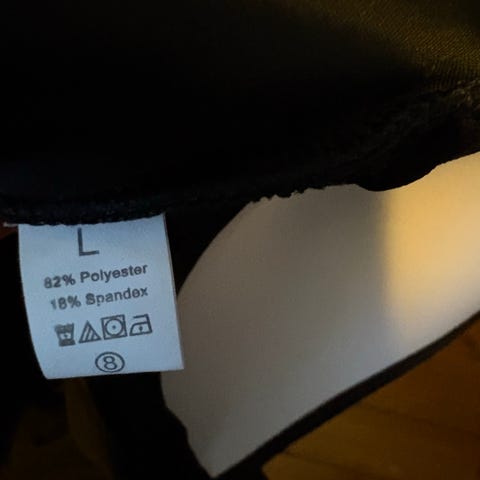 L
82% Polyester
18% Spandex
8